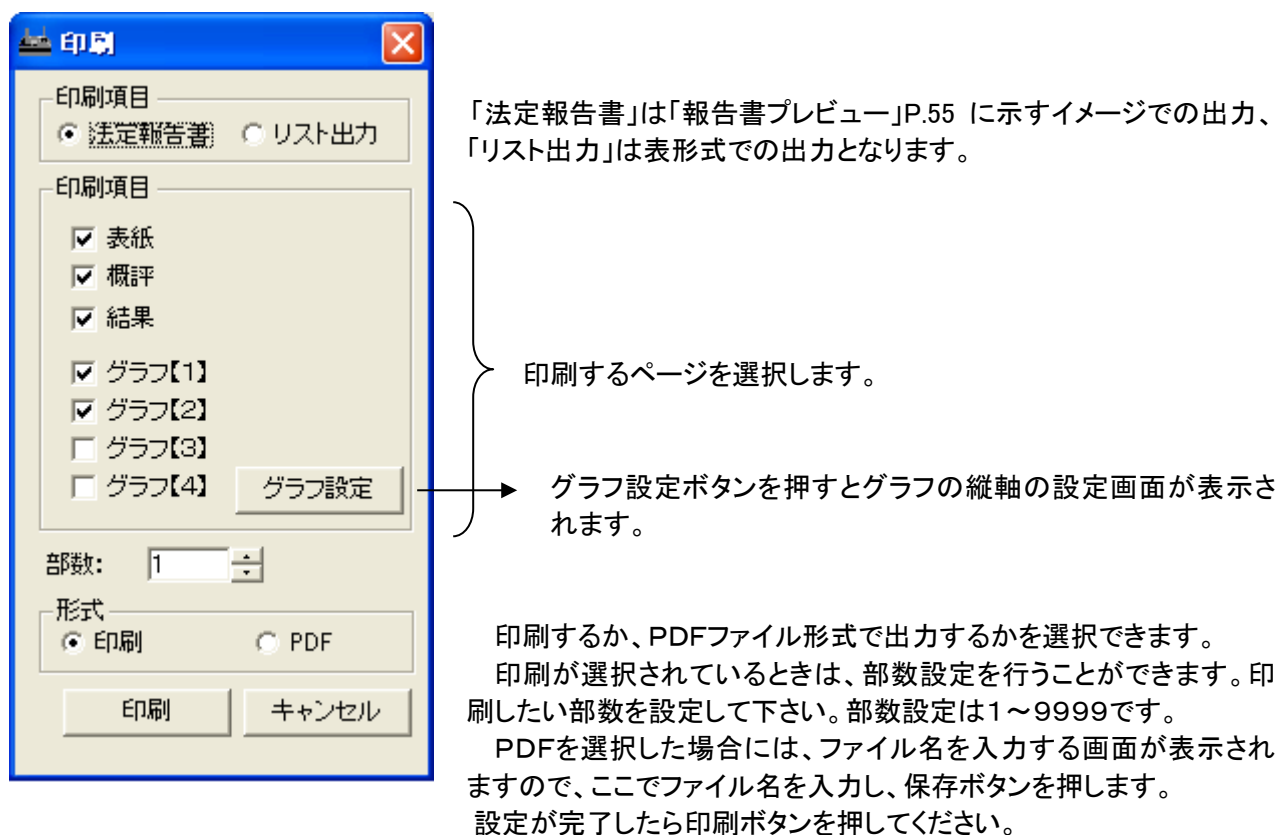 印刷
印刷項目
法定報告書 リスト出力
「法定報告書」は「報告書プレビュー」P.55 に示すイメージでの出力、
「リスト出力」は表形式での出力となります。
印刷項目
表紙
概評
結果
グラフ【1】
グラフ【2】
グラフ【3】
グラフ【4】 グラフ設定
印刷するページを選択します。
グラフ設定ボタンを押すとグラフの縦軸の設定画面が表示さ
れます。
部数: 1
形式
印刷 PDF
印刷 キャンセル
印刷するか、PDFファイル形式で出力するかを選択できます。
印刷が選択されているときは、部数設定を行うことができます。印
刷したい部数を設定して下さい。部数設定は1～9999です。
PDFを選択した場合には、ファイル名を入力する画面が表示され
ますので、ここでファイル名を入力し、保存ボタンを押します。
設定が完了したら印刷ボタンを押してください。